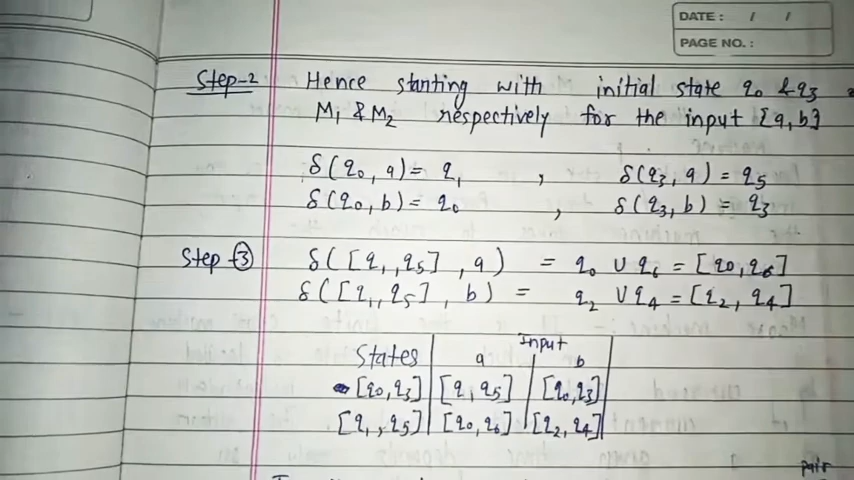 DATE : / /
PAGE NO. :
Step-2 Hence starting with initial state q0 & q3
M1 & M2 respectively for the input {a, b}
δ(q0, a) = q1 , δ(q3, a) = q5
δ(q0, b) = q0 , δ(q3, b) = q3
Step-3 δ([q1, q5], a) = q0 ∪ q6 = [q0, q6]
δ([q1, q5], b) = q2 ∪ q4 = [q2, q4]
Input
States a b
[q0, q3] [q1, q5] [q0, q3]
[q1, q5] [q0, q6] [q2, q4]
pair